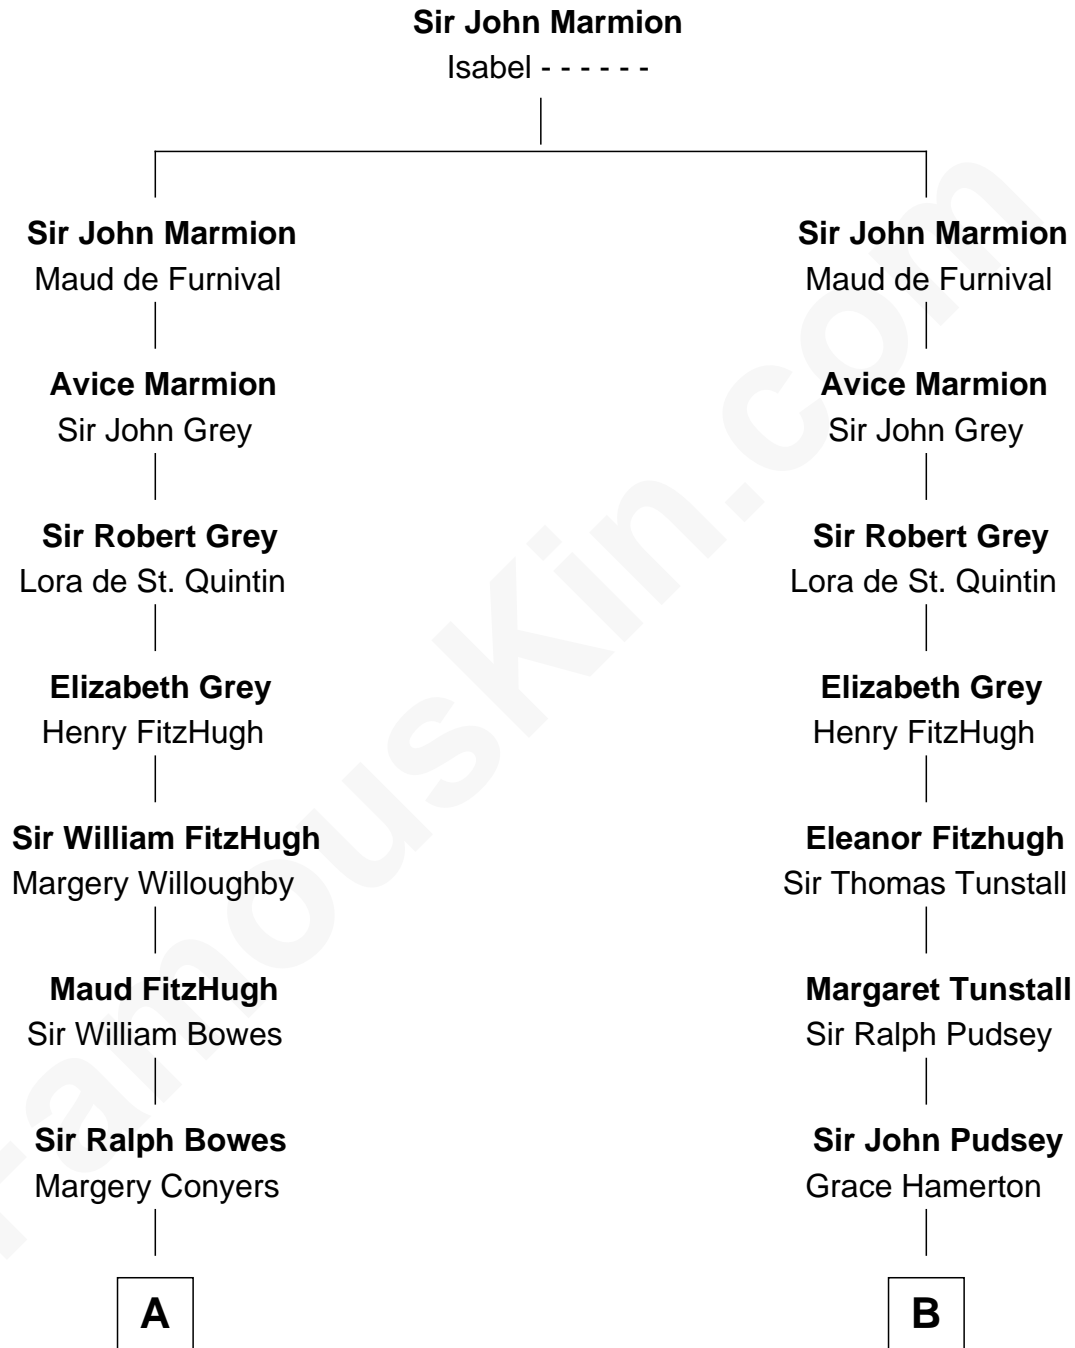 Sir John Marmion
Isabel - - - - - -
Sir John Marmion
Maud de Furnival
Sir John Marmion
Maud de Furnival
Avice Marmion
Sir John Grey
Avice Marmion
Sir John Grey
Sir Robert Grey
Lora de St. Quintin
Sir Robert Grey
Lora de St. Quintin
Elizabeth Grey
Henry FitzHugh
Elizabeth Grey
Henry FitzHugh
Sir William FitzHugh
Margery Willoughby
Eleanor Fitzhugh
Sir Thomas Tunstall
Maud FitzHugh
Sir William Bowes
Margaret Tunstall
Sir Ralph Pudsey
Sir Ralph Bowes
Margery Conyers
Sir John Pudsey
Grace Hamerton
A
B
FamousKin.com